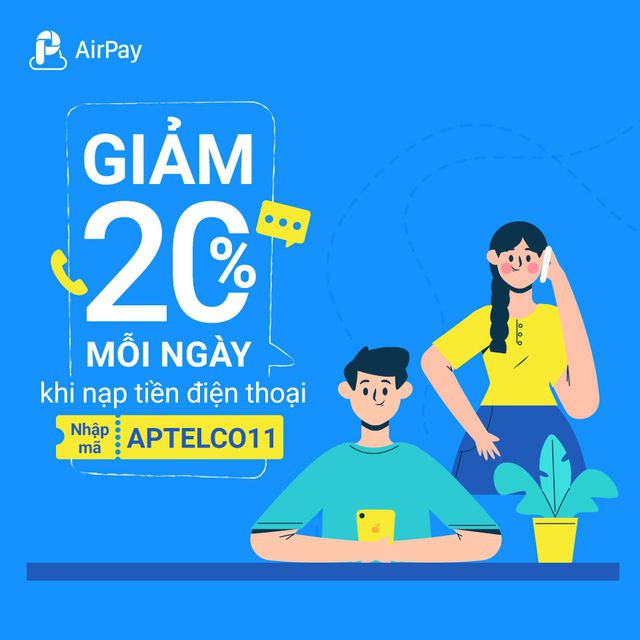 AirPay
GIẢM
20%
MỖI NGÀY
khi nạp tiền điện thoại
Nhập
mã
APTELCO11